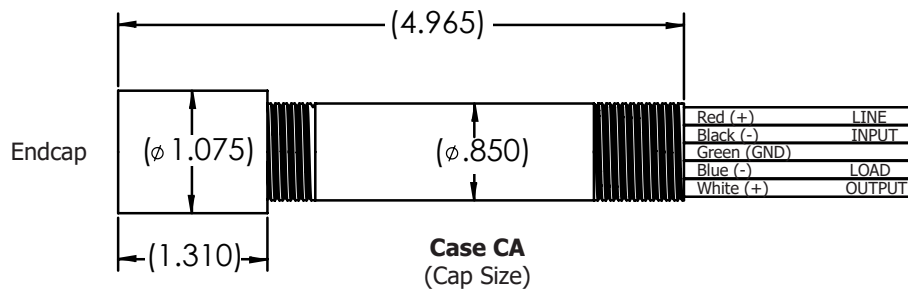 (4.965)
Red (+) LINE
Black (-) INPUT
Endcap (⌀ 1.075) (⌀ .850) Green (GND)
Blue (-) LOAD
White (+) OUTPUT
(1.310)
Case CA
(Cap Size)